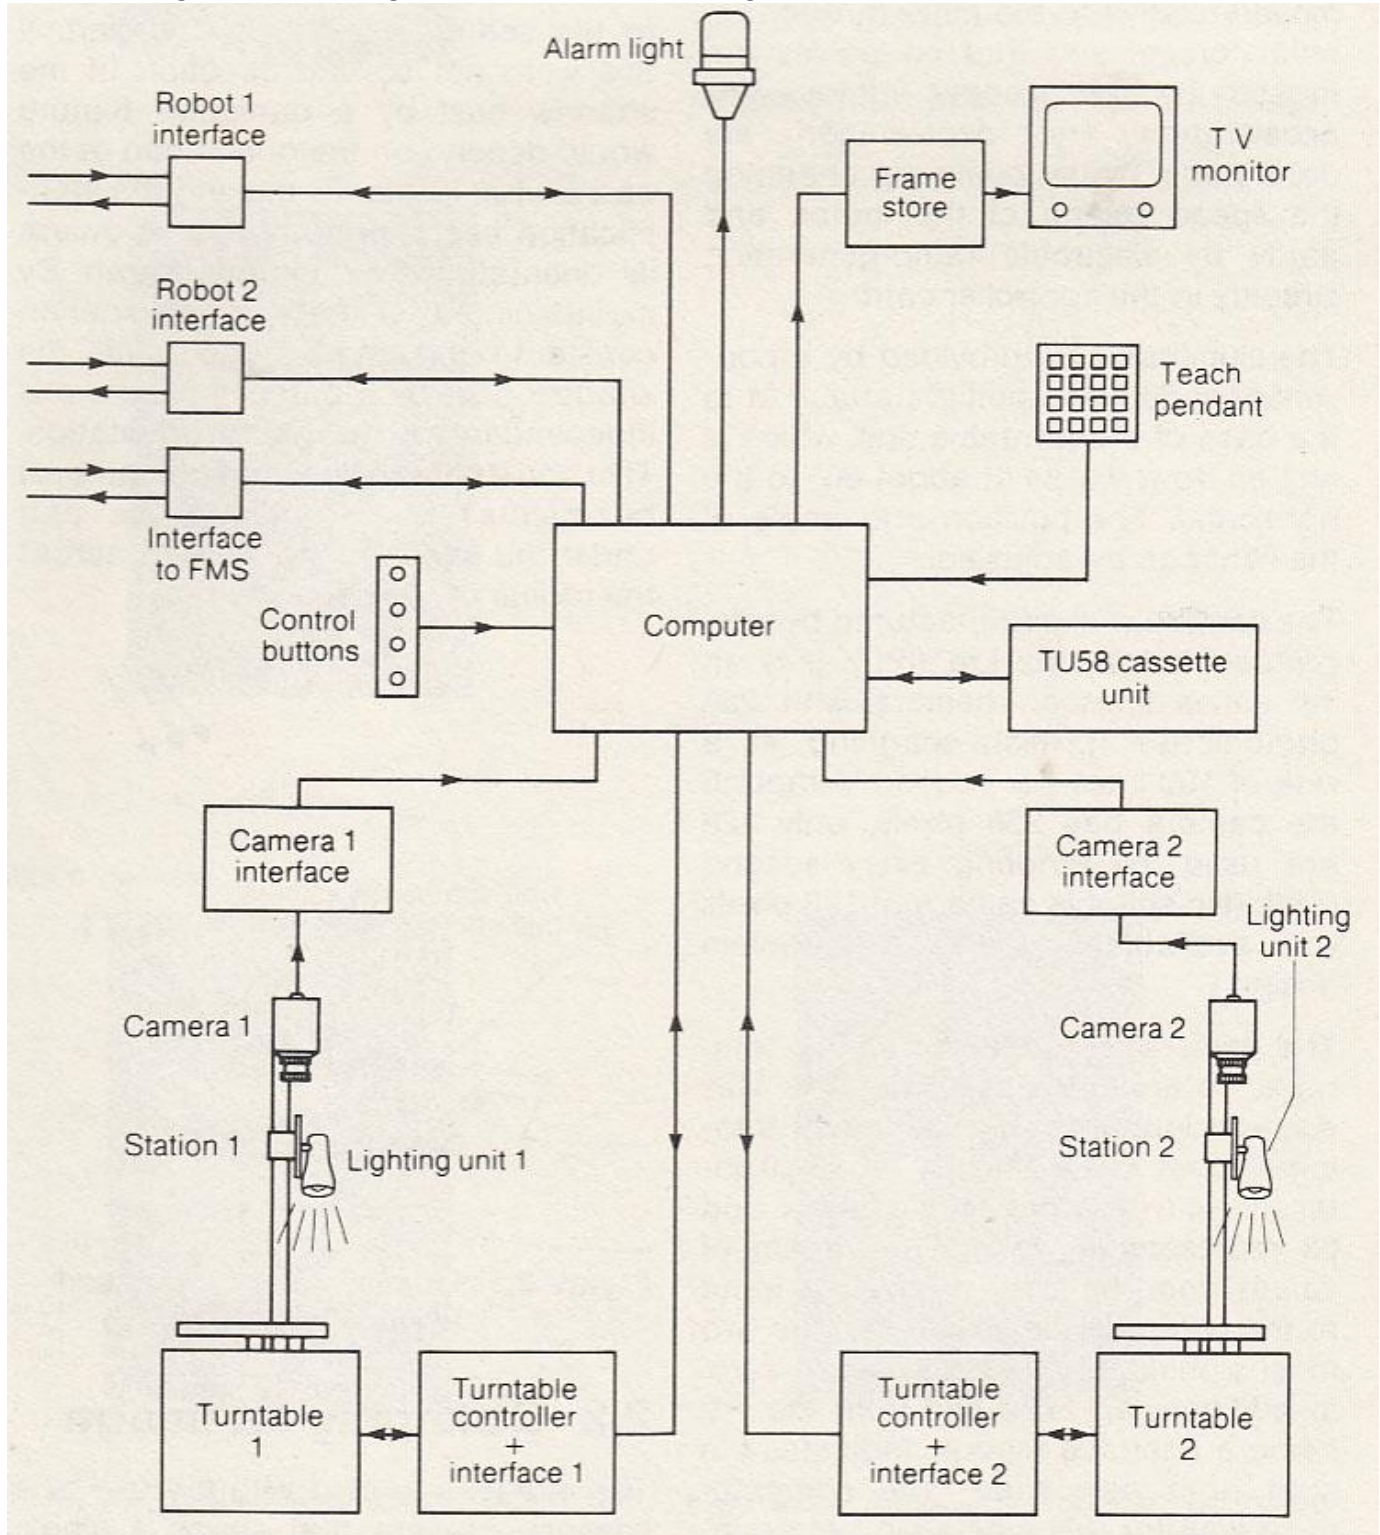 Alarm light
Robot 1
interface
Frame
store
T V
monitor
Robot 2
interface
Teach
pendant
Interface
to FMS
Control
buttons
Computer
TU58 cassette
unit
Camera 1
interface
Camera 2
interface
Lighting
unit 2
Camera 1
Camera 2
Station 1
Lighting unit 1
Station 2
Turntable
1
Turntable
controller
+
interface 1
Turntable
controller
+
interface 2
Turntable
2